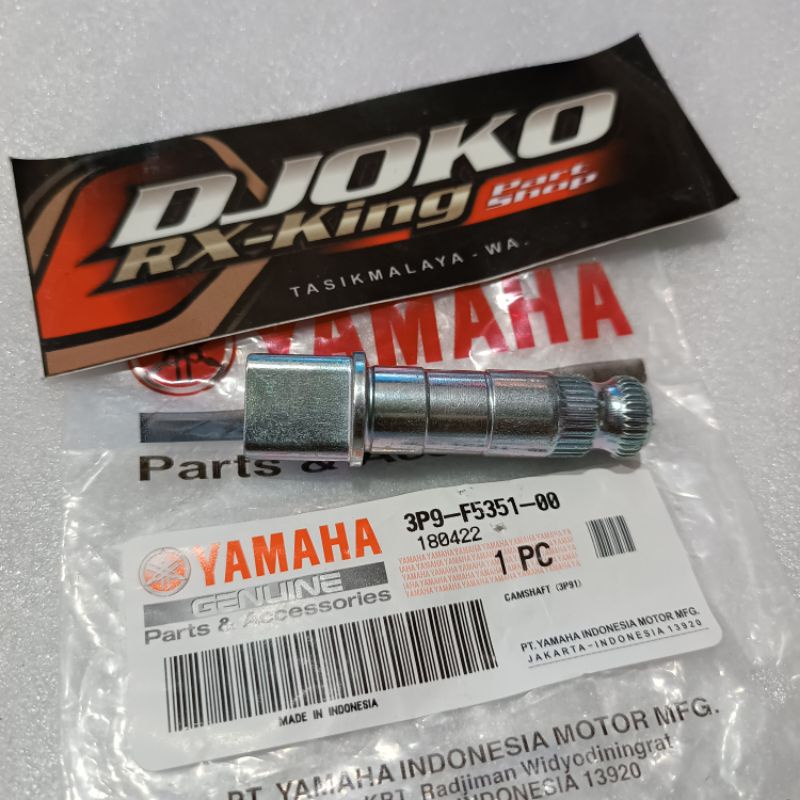 DJOKO
RX-King
Part
Shop
TASIKMALAYA - WA.
YAMAHA
Parts &
YAMAHA
GENUINE
Parts & Accessories
3P9-F5351-00
180422
1 PC
CAMSHAFT (3P91)
PT. YAMAHA INDONESIA MOTOR MFG.
JAKARTA-INDONESIA 13920
MADE IN INDONESIA
PT. YAMAHA INDONESIA MOTOR MFG.
KRT. Radjiman Widyodiningrat
INDONESIA 13920